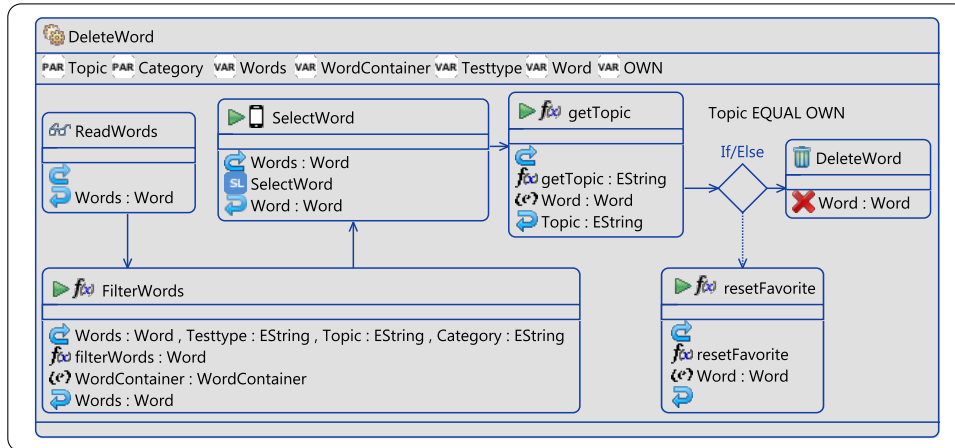 DeleteWord
PAR Topic PAR Category VAR Words VAR WordContainer VAR Testtype VAR Word VAR OWN
ReadWords
Words : Word
SelectWord
Words : Word
SL SelectWord
Word : Word
f(x) getTopic
f(x) getTopic : EString
(e) Word : Word
Topic : EString
Topic EQUAL OWN
If/Else
DeleteWord
Word : Word
f(x) FilterWords
Words : Word , Testtype : EString , Topic : EString , Category : EString
f(x) filterWords : Word
(e) WordContainer : WordContainer
Words : Word
f(x) resetFavorite
f(x) resetFavorite
(e) Word : Word